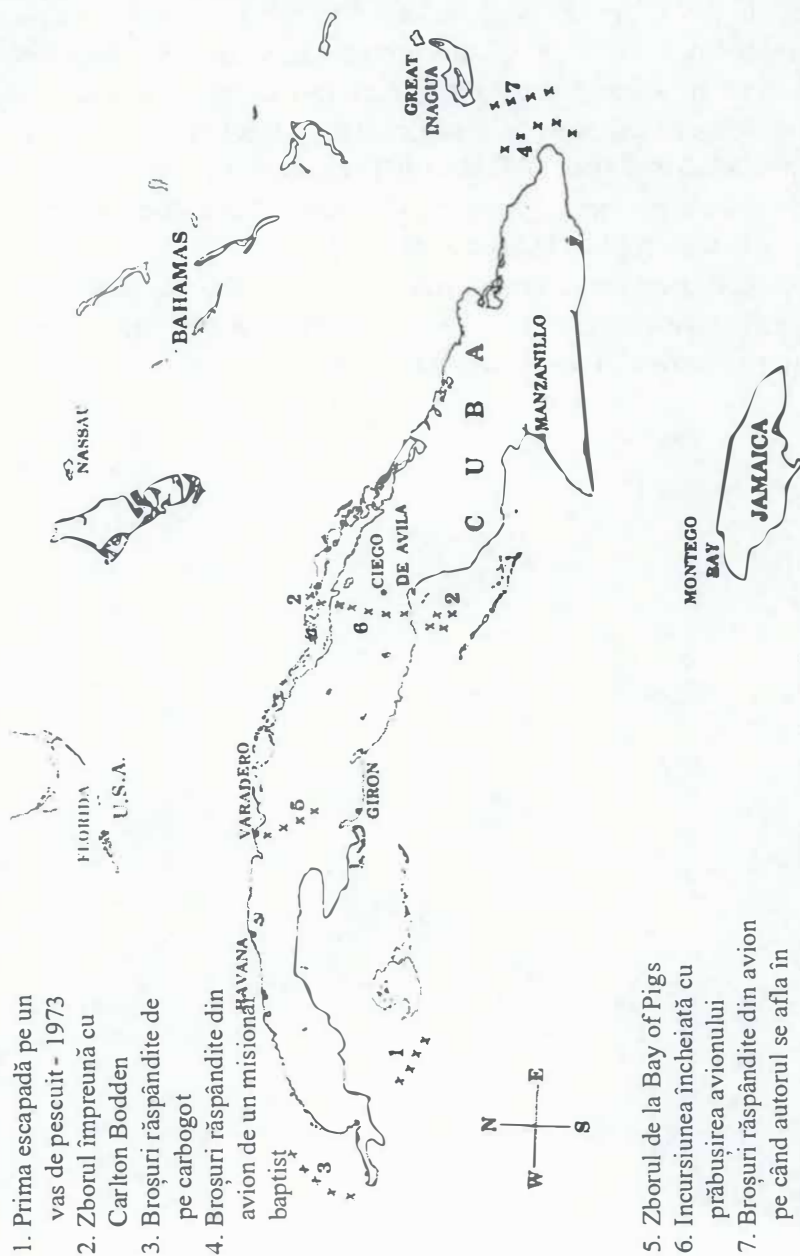 1. Prima escapadă pe un
vas de pescuit - 1973
2. Zborul împreună cu
Carlton Bodden
3. Broșuri răspândite de
pe carbogot
4. Broșuri răspândite din
avion de un misionar
baptist
5. Zborul de la Bay of Pigs
6. Incursiunea încheiată cu
prăbușirea avionului
7. Broșuri răspândite din avion
pe când autorul se afla în
FLORIDA
U.S.A.
NASSAU
BAHAMAS
GREAT
INAGUA
HAVANA
VARADERO
GIRON
CIEGO
DE AVILA
CUBA
MANZANILLO
MONTEGO
BAY
JAMAICA
1
2
2
3
4
5
6
7
N
W E
S